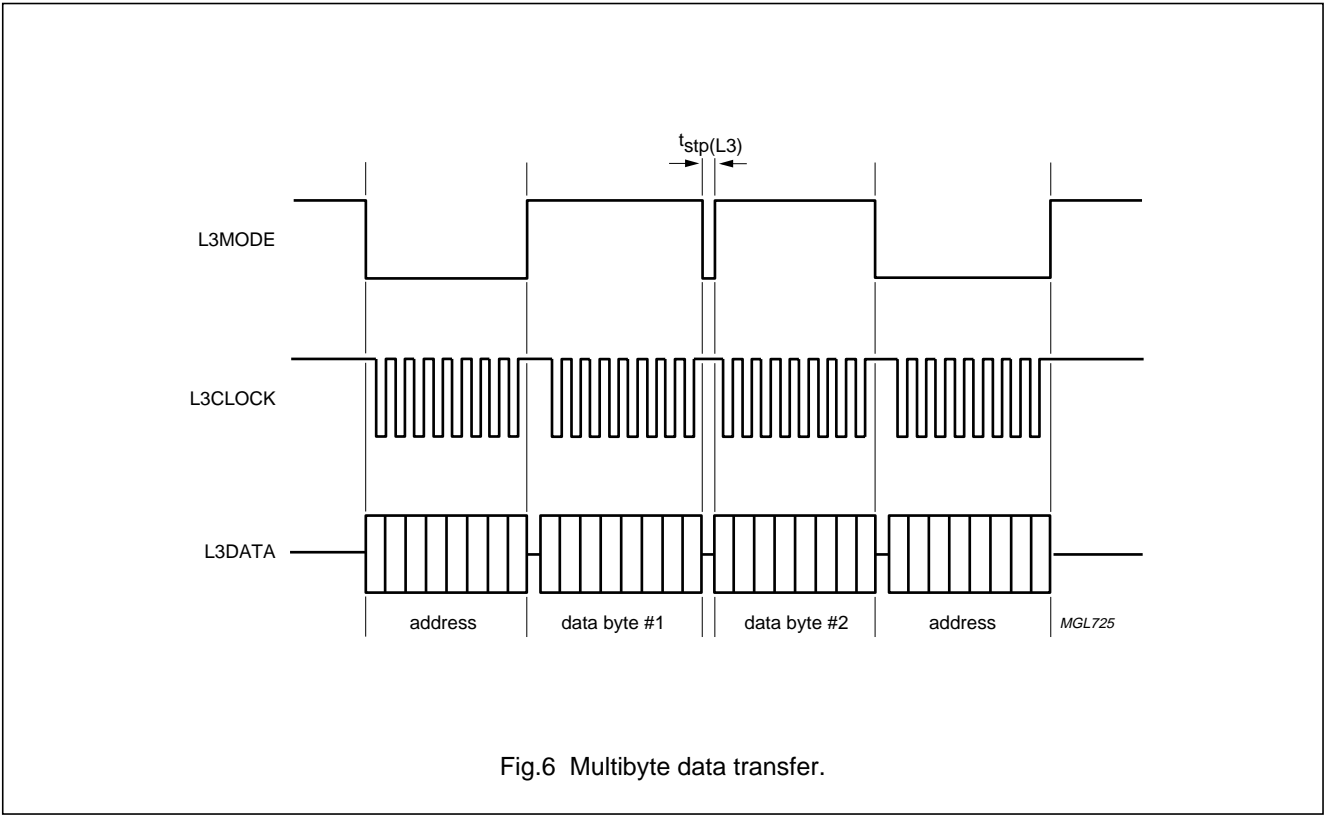 tstp(L3)
L3MODE
L3CLOCK
L3DATA
address data byte #1 data byte #2 address MGL725
Fig.6 Multibyte data transfer.